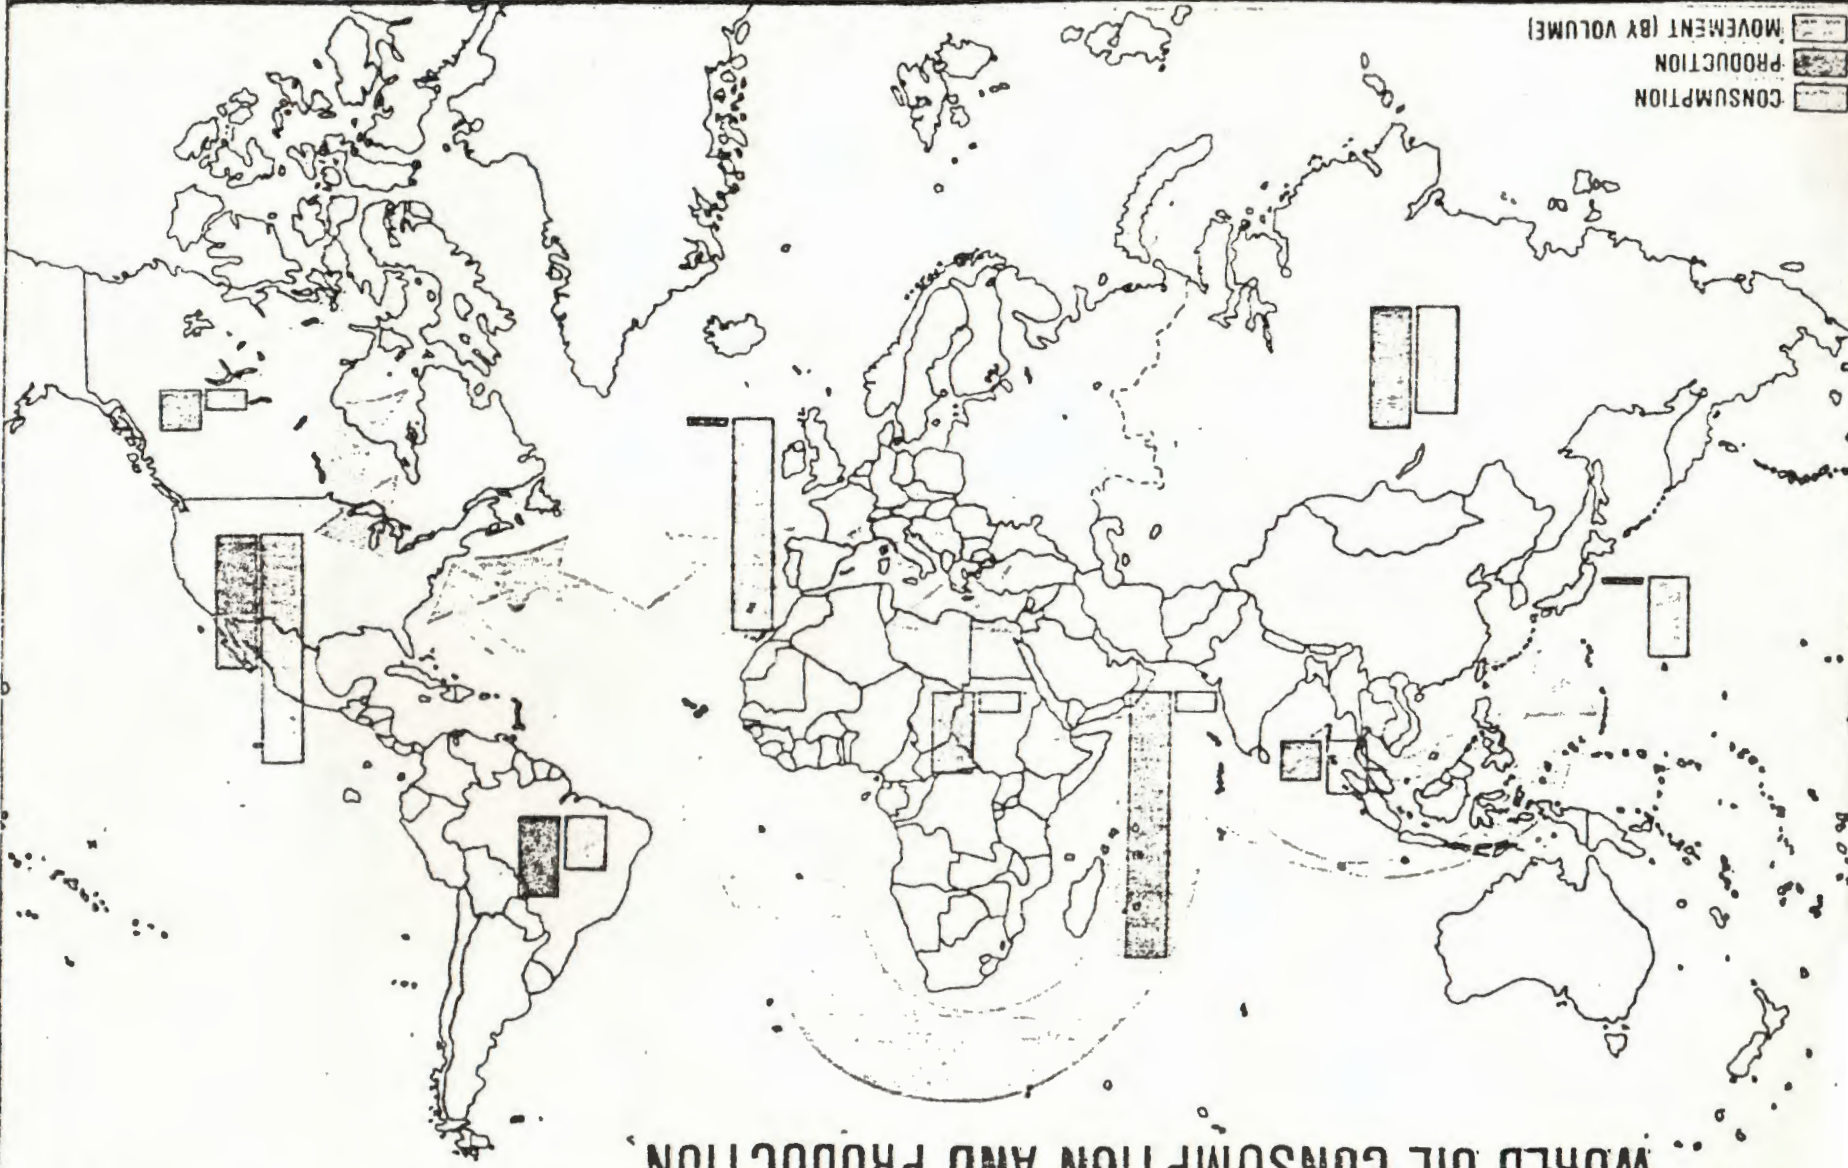 WORLD OIL CONSUMPTION AND PRODUCTION
CONSUMPTION
PRODUCTION
MOVEMENT (BY VOLUME)